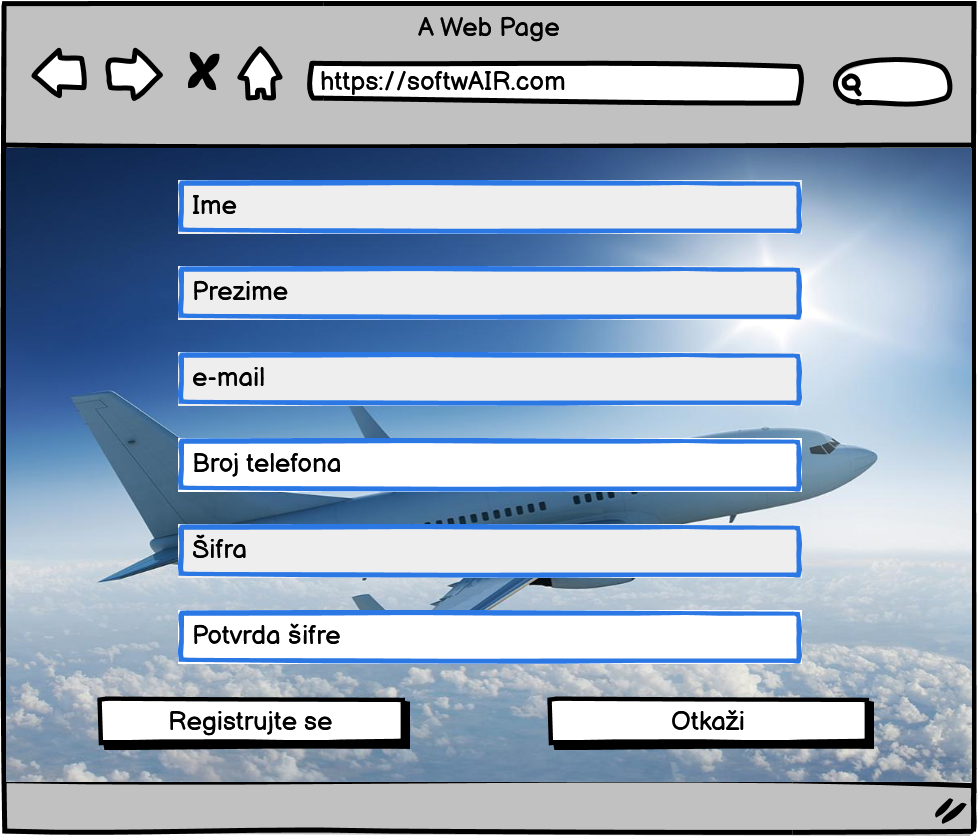 A Web Page
https://softwAIR.com
Ime
Prezime
e-mail
Broj telefona
Šifra
Potvrda šifre
Registrujte se
Otkaži